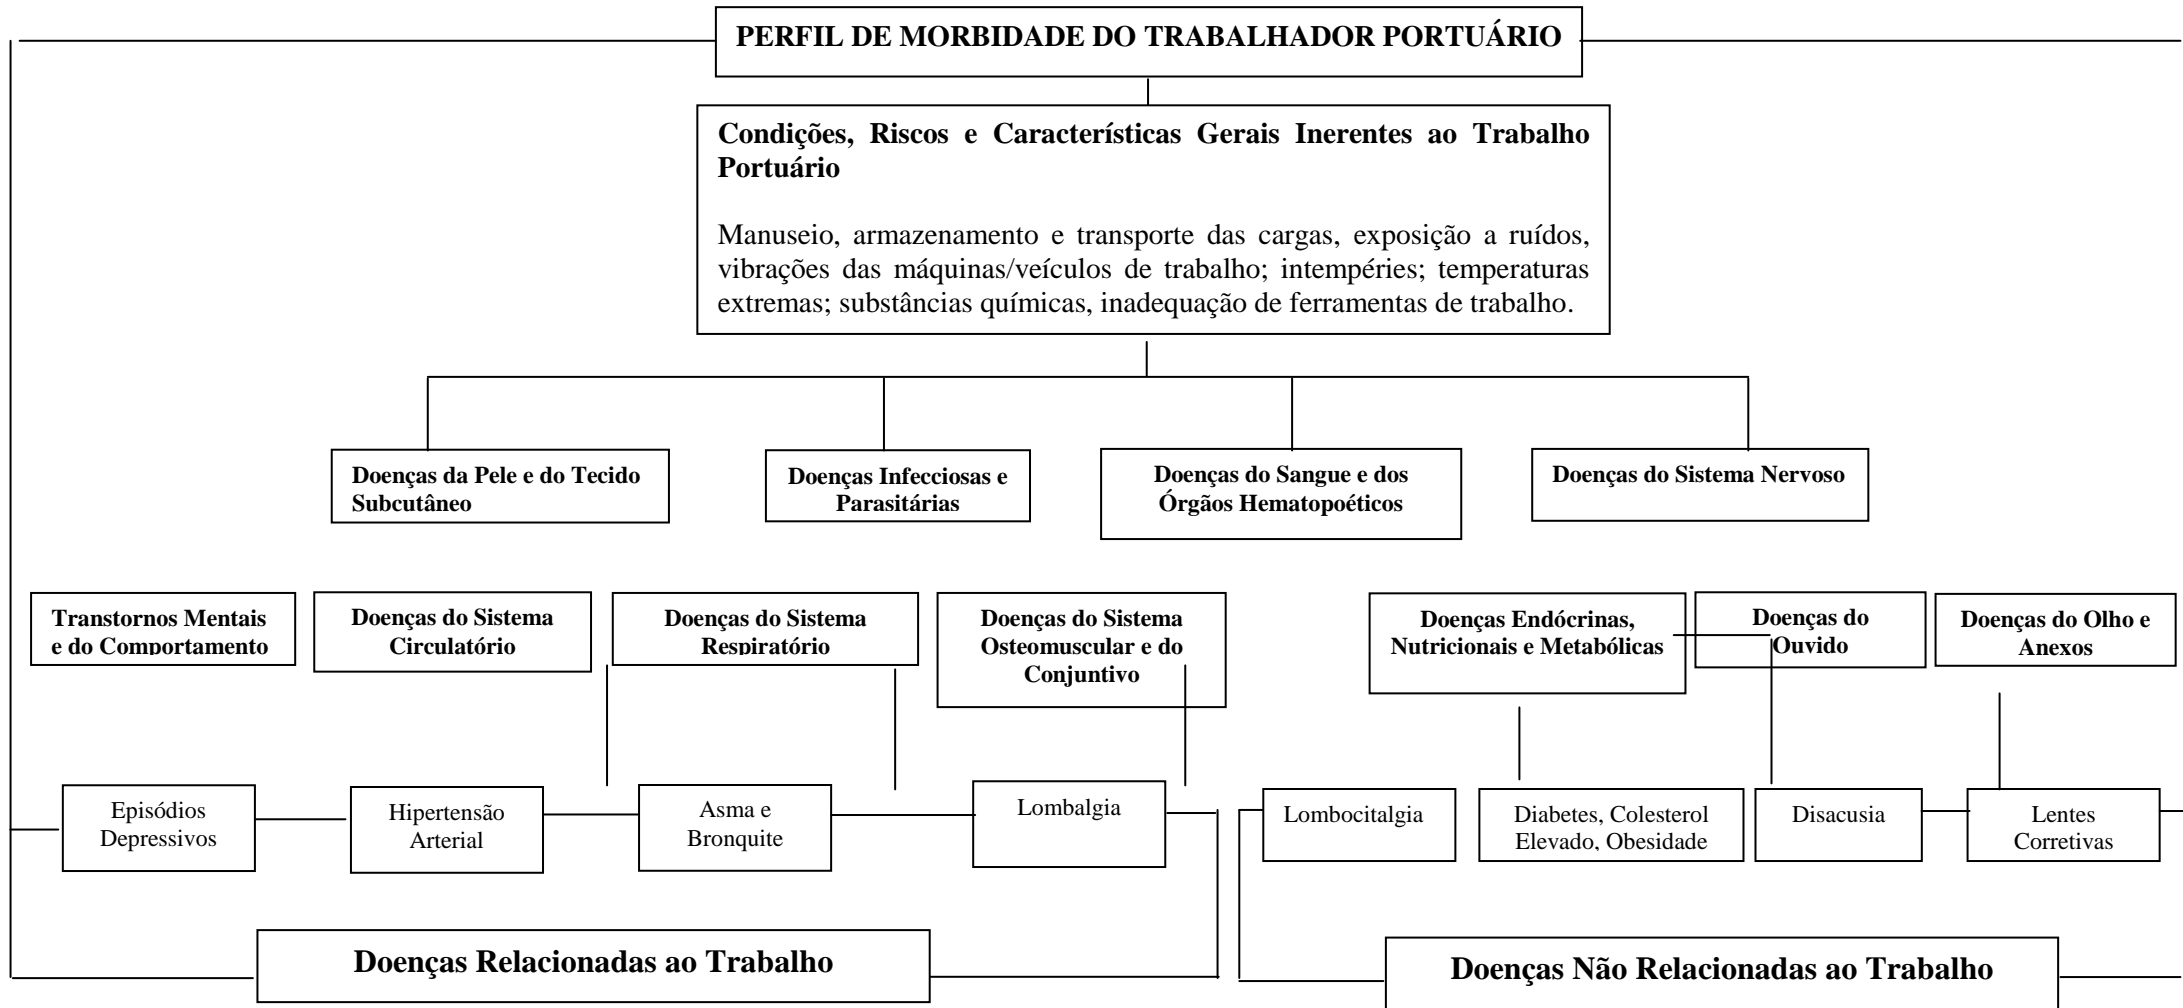 PERFIL DE MORBIDADE DO TRABALHADOR PORTUÁRIO
Condições, Riscos e Características Gerais Inerentes ao Trabalho
Portuário
Manuseio, armazenamento e transporte das cargas, exposição a ruídos,
vibrações das máquinas/veículos de trabalho; intempéries; temperaturas
extremas; substâncias químicas, inadequação de ferramentas de trabalho.
Doenças da Pele e do Tecido
Subcutâneo
Doenças Infecciosas e
Parasitárias
Doenças do Sangue e dos
Órgãos Hematopoéticos
Doenças do Sistema Nervoso
Transtornos Mentais
e do Comportamento
Doenças do Sistema
Circulatório
Doenças do Sistema
Respiratório
Doenças do Sistema
Osteomuscular e do
Conjuntivo
Doenças Endócrinas,
Nutricionais e Metabólicas
Doenças do
Ouvido
Doenças do Olho e
Anexos
Episódios
Depressivos
Hipertensão
Arterial
Asma e
Bronquite
Lombalgia
Lombocitalgia
Diabetes, Colesterol
Elevado, Obesidade
Disacusia
Lentes
Corretivas
Doenças Relacionadas ao Trabalho
Doenças Não Relacionadas ao Trabalho